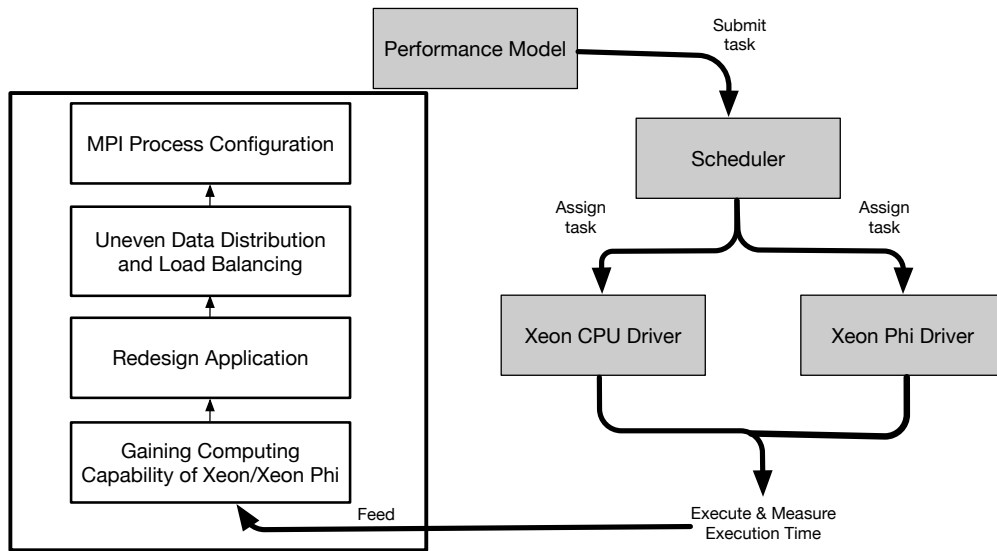 Performance Model
Submit
task
MPI Process Configuration
Scheduler
Uneven Data Distribution
and Load Balancing
Assign
task
Assign
task
Redesign Application
Xeon CPU Driver
Xeon Phi Driver
Gaining Computing
Capability of Xeon/Xeon Phi
Feed
Execute & Measure
Execution Time